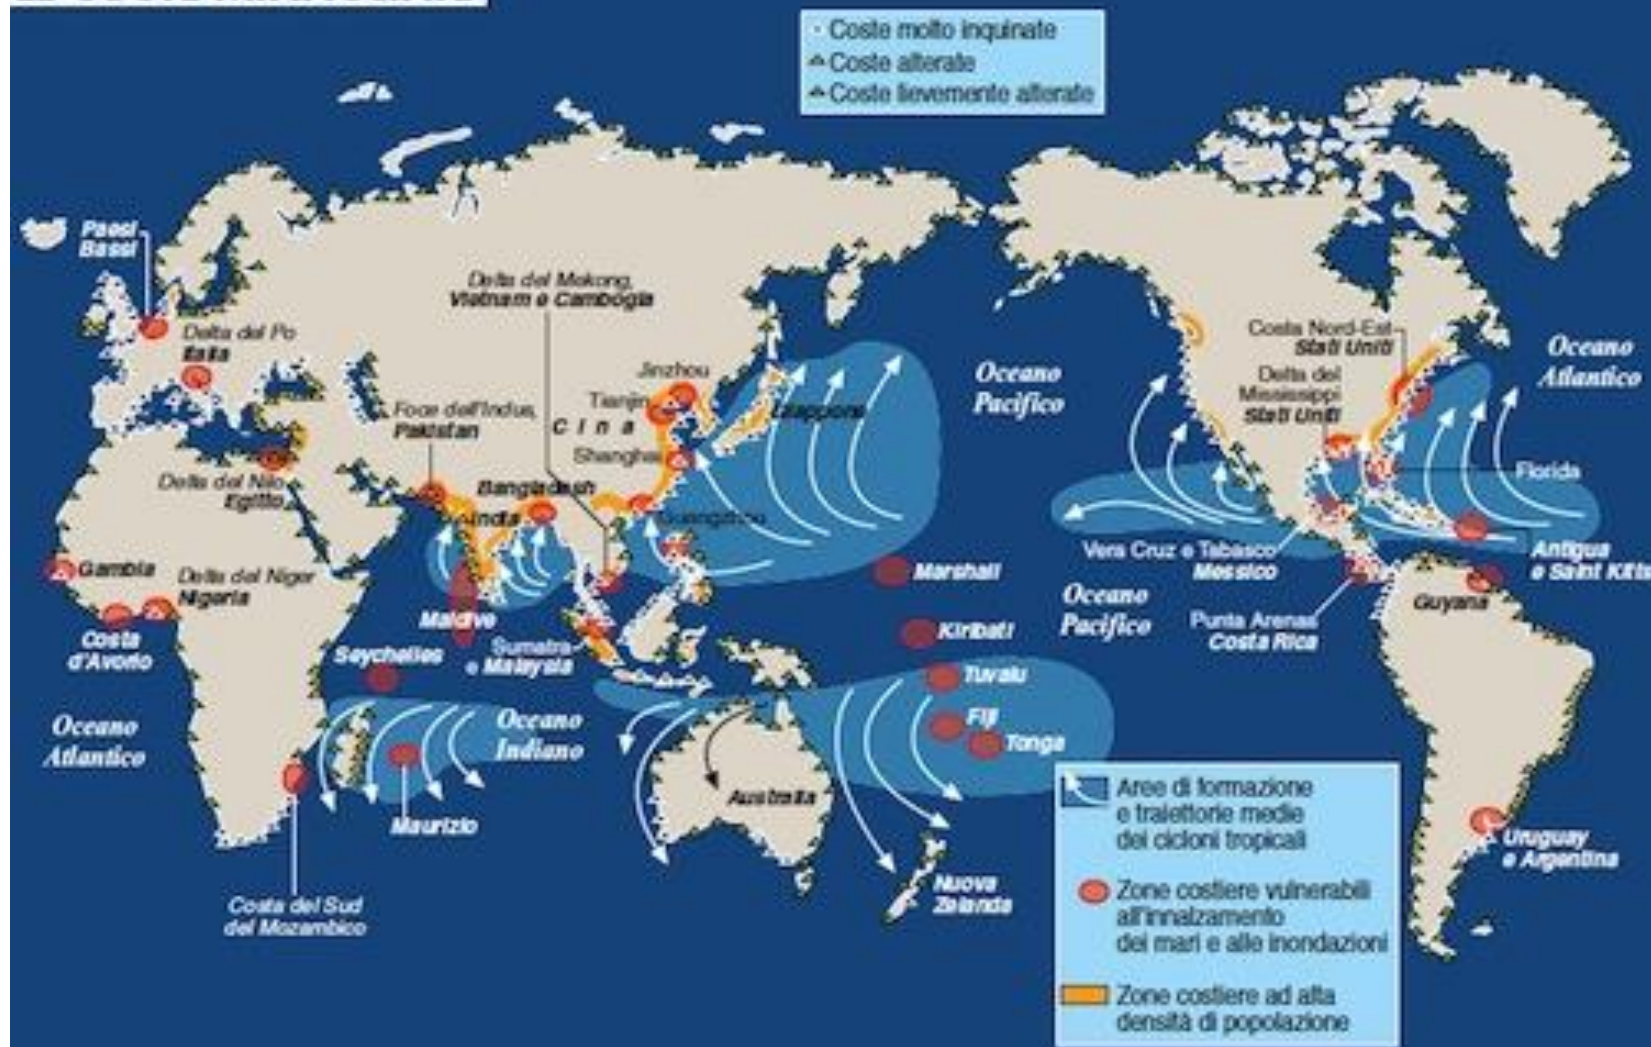 Coste molto inquinate
Coste alterate
Coste lievemente alterate
Paesi
Bassi
Delta del Po
Italia
Delta del Mekong,
Vietnam e Cambogia
Jinzhou
Tianjin
Cina
Shanghai
Giappone
Foce dell'Indus,
Pakistan
Bangladesh
India
Guangzhou
Delta del Nilo
Egitto
Gambia
Delta del Niger
Nigeria
Costa
d'Avorio
Maldive
Seychelles
Sumatra
e Malaysia
Oceano
Atlantico
Oceano
Indiano
Maurizio
Costa del Sud
del Mozambico
Australia
Nuova
Zelanda
Marshall
Kiribati
Tuvalu
Fiji
Tonga
Oceano
Pacifico
Oceano
Pacifico
Costa Nord-Est
Stati Uniti
Delta del
Mississippi
Stati Uniti
Oceano
Atlantico
Florida
Vera Cruz e Tabasco
Messico
Antigua
e Saint Kitts
Punta Arenas
Costa Rica
Guyana
Uruguay
e Argentina
Aree di formazione
e traiettorie medie
dei cicloni tropicali
Zone costiere vulnerabili
all'innalzamento
dei mari e alle inondazioni
Zone costiere ad alta
densità di popolazione